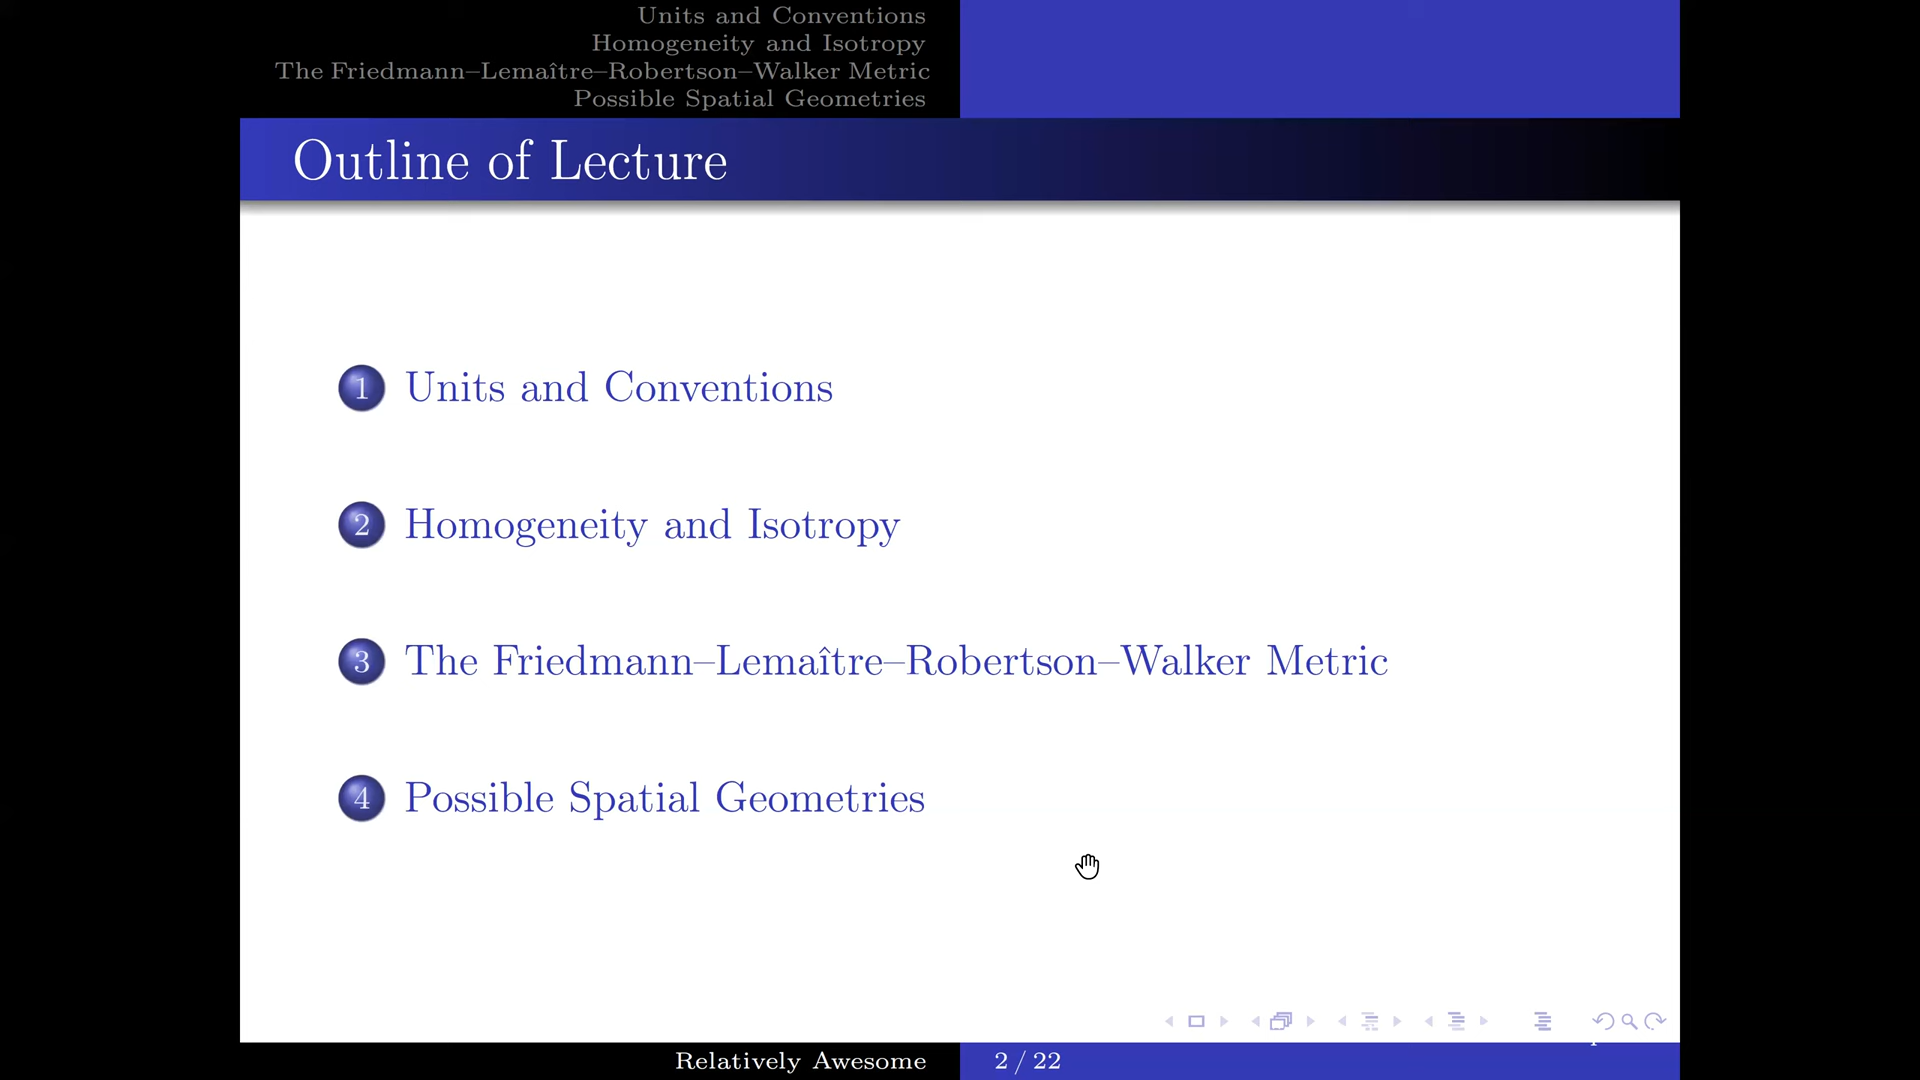 Units and Conventions
Homogeneity and Isotropy
The Friedmann–Lemaître–Robertson–Walker Metric
Possible Spatial Geometries
Outline of Lecture
1 Units and Conventions
2 Homogeneity and Isotropy
3 The Friedmann–Lemaître–Robertson–Walker Metric
4 Possible Spatial Geometries
Relatively Awesome 2 / 22